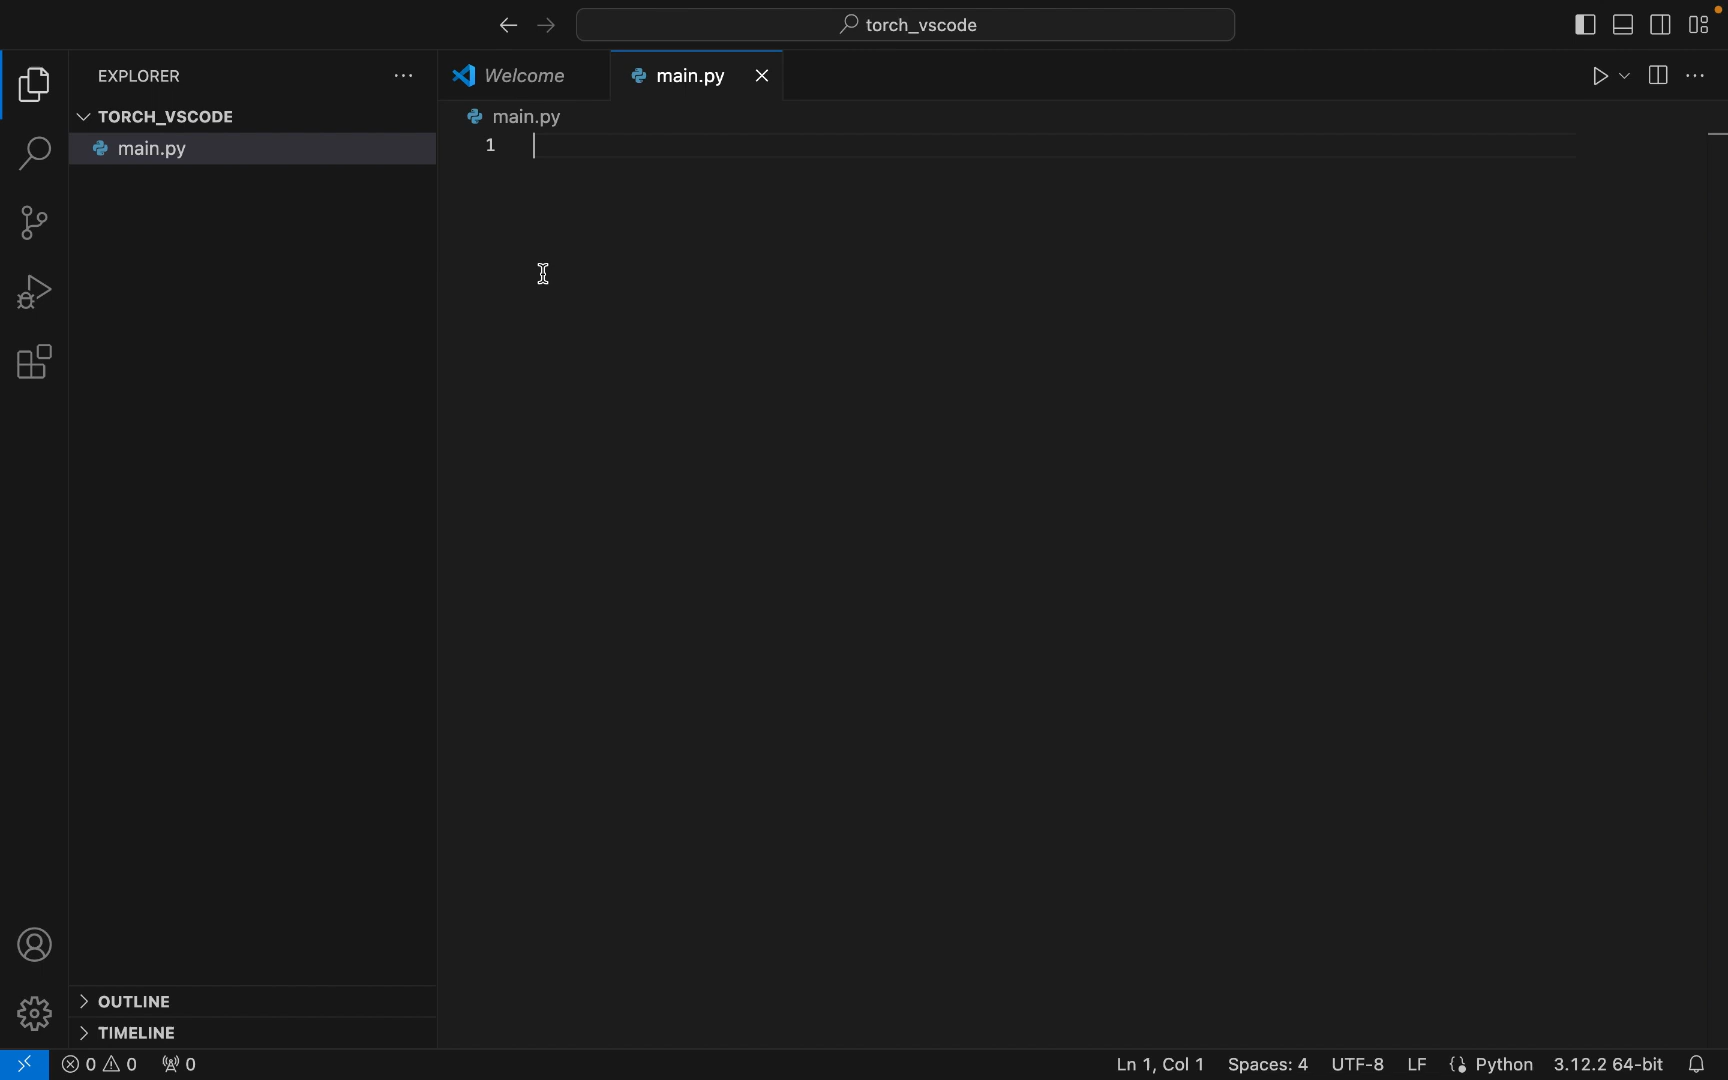 torch_vscode
EXPLORER
Welcome
main.py
TORCH_VSCODE
main.py
main.py
1
OUTLINE
TIMELINE
0 0 0
Ln 1, Col 1 Spaces: 4 UTF-8 LF Python 3.12.2 64-bit